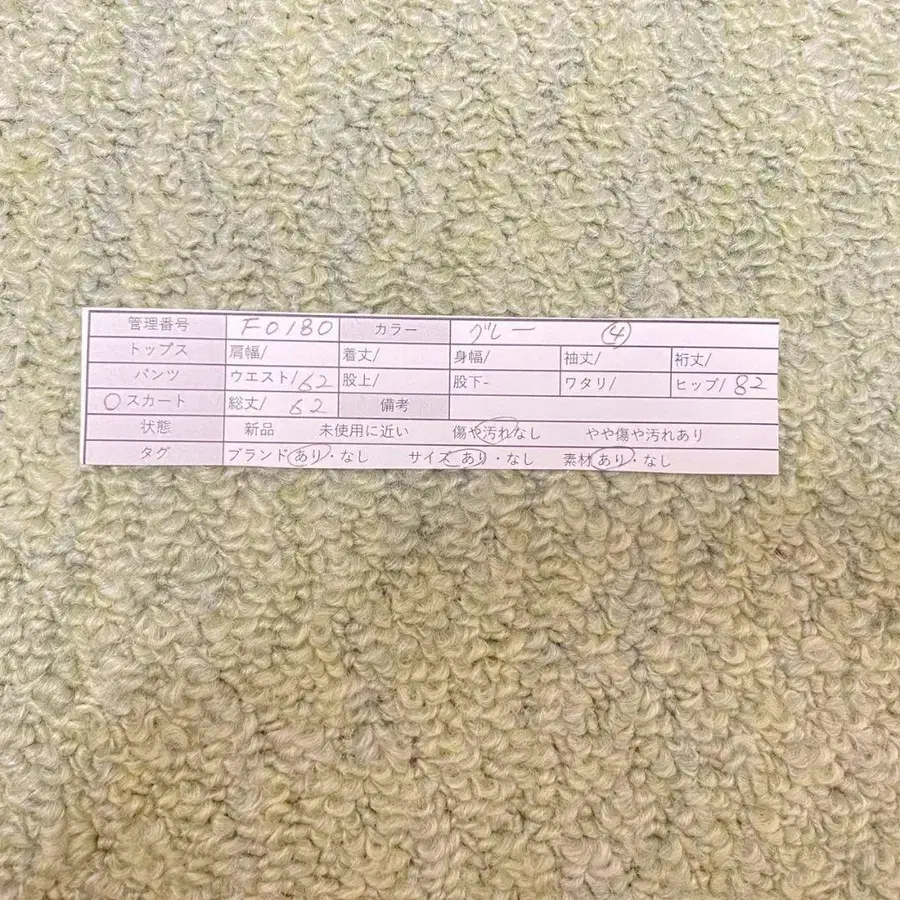 管理番号 F0180 カラー グレー ④
トップス 肩幅/ 着丈/ 身幅/ 袖丈/ 裄丈/
パンツ ウエスト/62 股上/ 股下- ワタリ/ ヒップ/82
○スカート 総丈/ 62 備考
状態 新品 未使用に近い 傷や汚れなし やや傷や汚れあり
タグ ブランドあり・なし サイズあり・なし 素材あり・なし